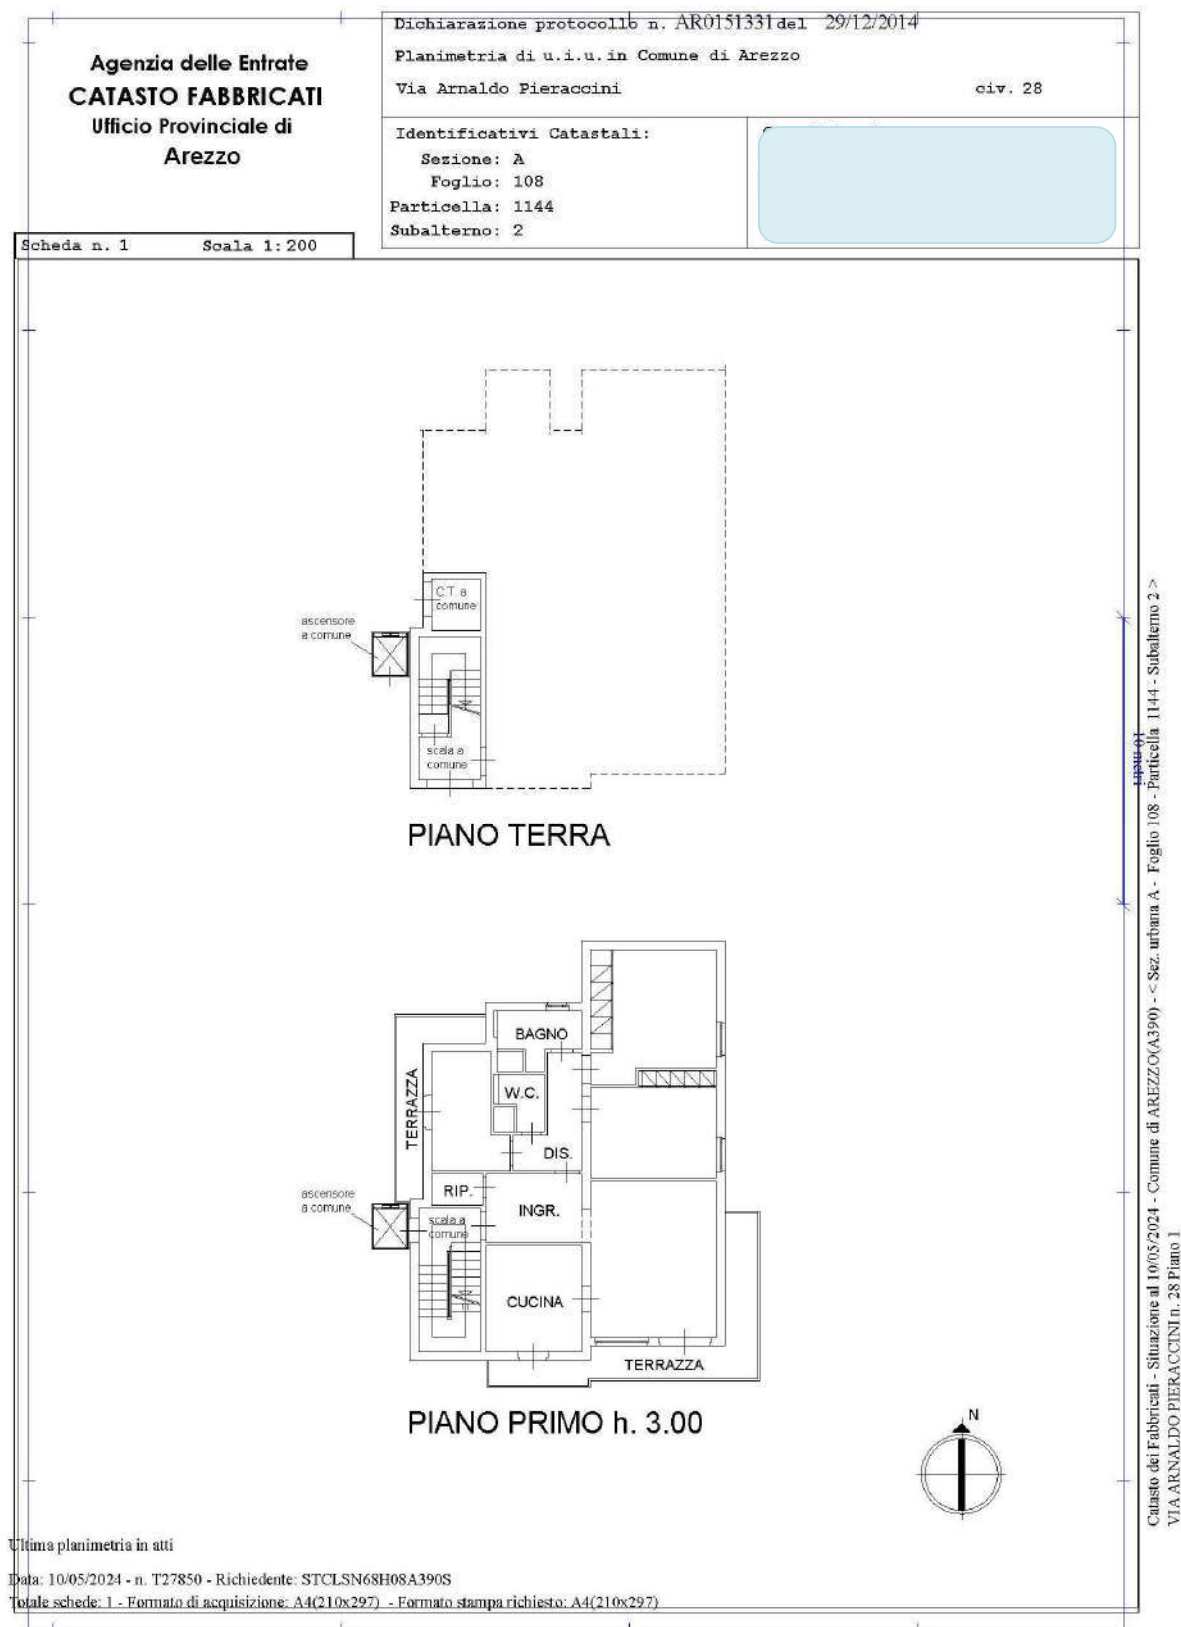 Agenzia delle Entrate
CATASTO FABBRICATI
Ufficio Provinciale di
Arezzo
Dichiarazione protocollo n. AR0151331 del 29/12/2014
Planimetria di u.i.u. in Comune di Arezzo
Via Arnaldo Pieraccini civ. 28
Identificativi Catastali:
Sezione: A
Foglio: 108
Particella: 1144
Subalterno: 2
Scheda n. 1 Scala 1:200
C.T. a
comune
ascensore
a comune
scala a
comune
PIANO TERRA
10 metri
BAGNO
W.C.
TERRAZZA
DIS.
RIP.
INGR.
ascensore
a comune
scala a
comune
CUCINA
TERRAZZA
PIANO PRIMO h. 3.00
N
Catasto dei Fabbricati - Situazione al 10/05/2024 - Comune di AREZZO(A390) - < Sez. urbana A - Foglio 108 - Particella 1144 - Subalterno 2 >
VIA ARNALDO PIERACCINI n. 28 Piano 1
Ultima planimetria in atti
Data: 10/05/2024 - n. T27850 - Richiedente: STCLSN68H08A390S
Totale schede: 1 - Formato di acquisizione: A4(210x297) - Formato stampa richiesto: A4(210x297)